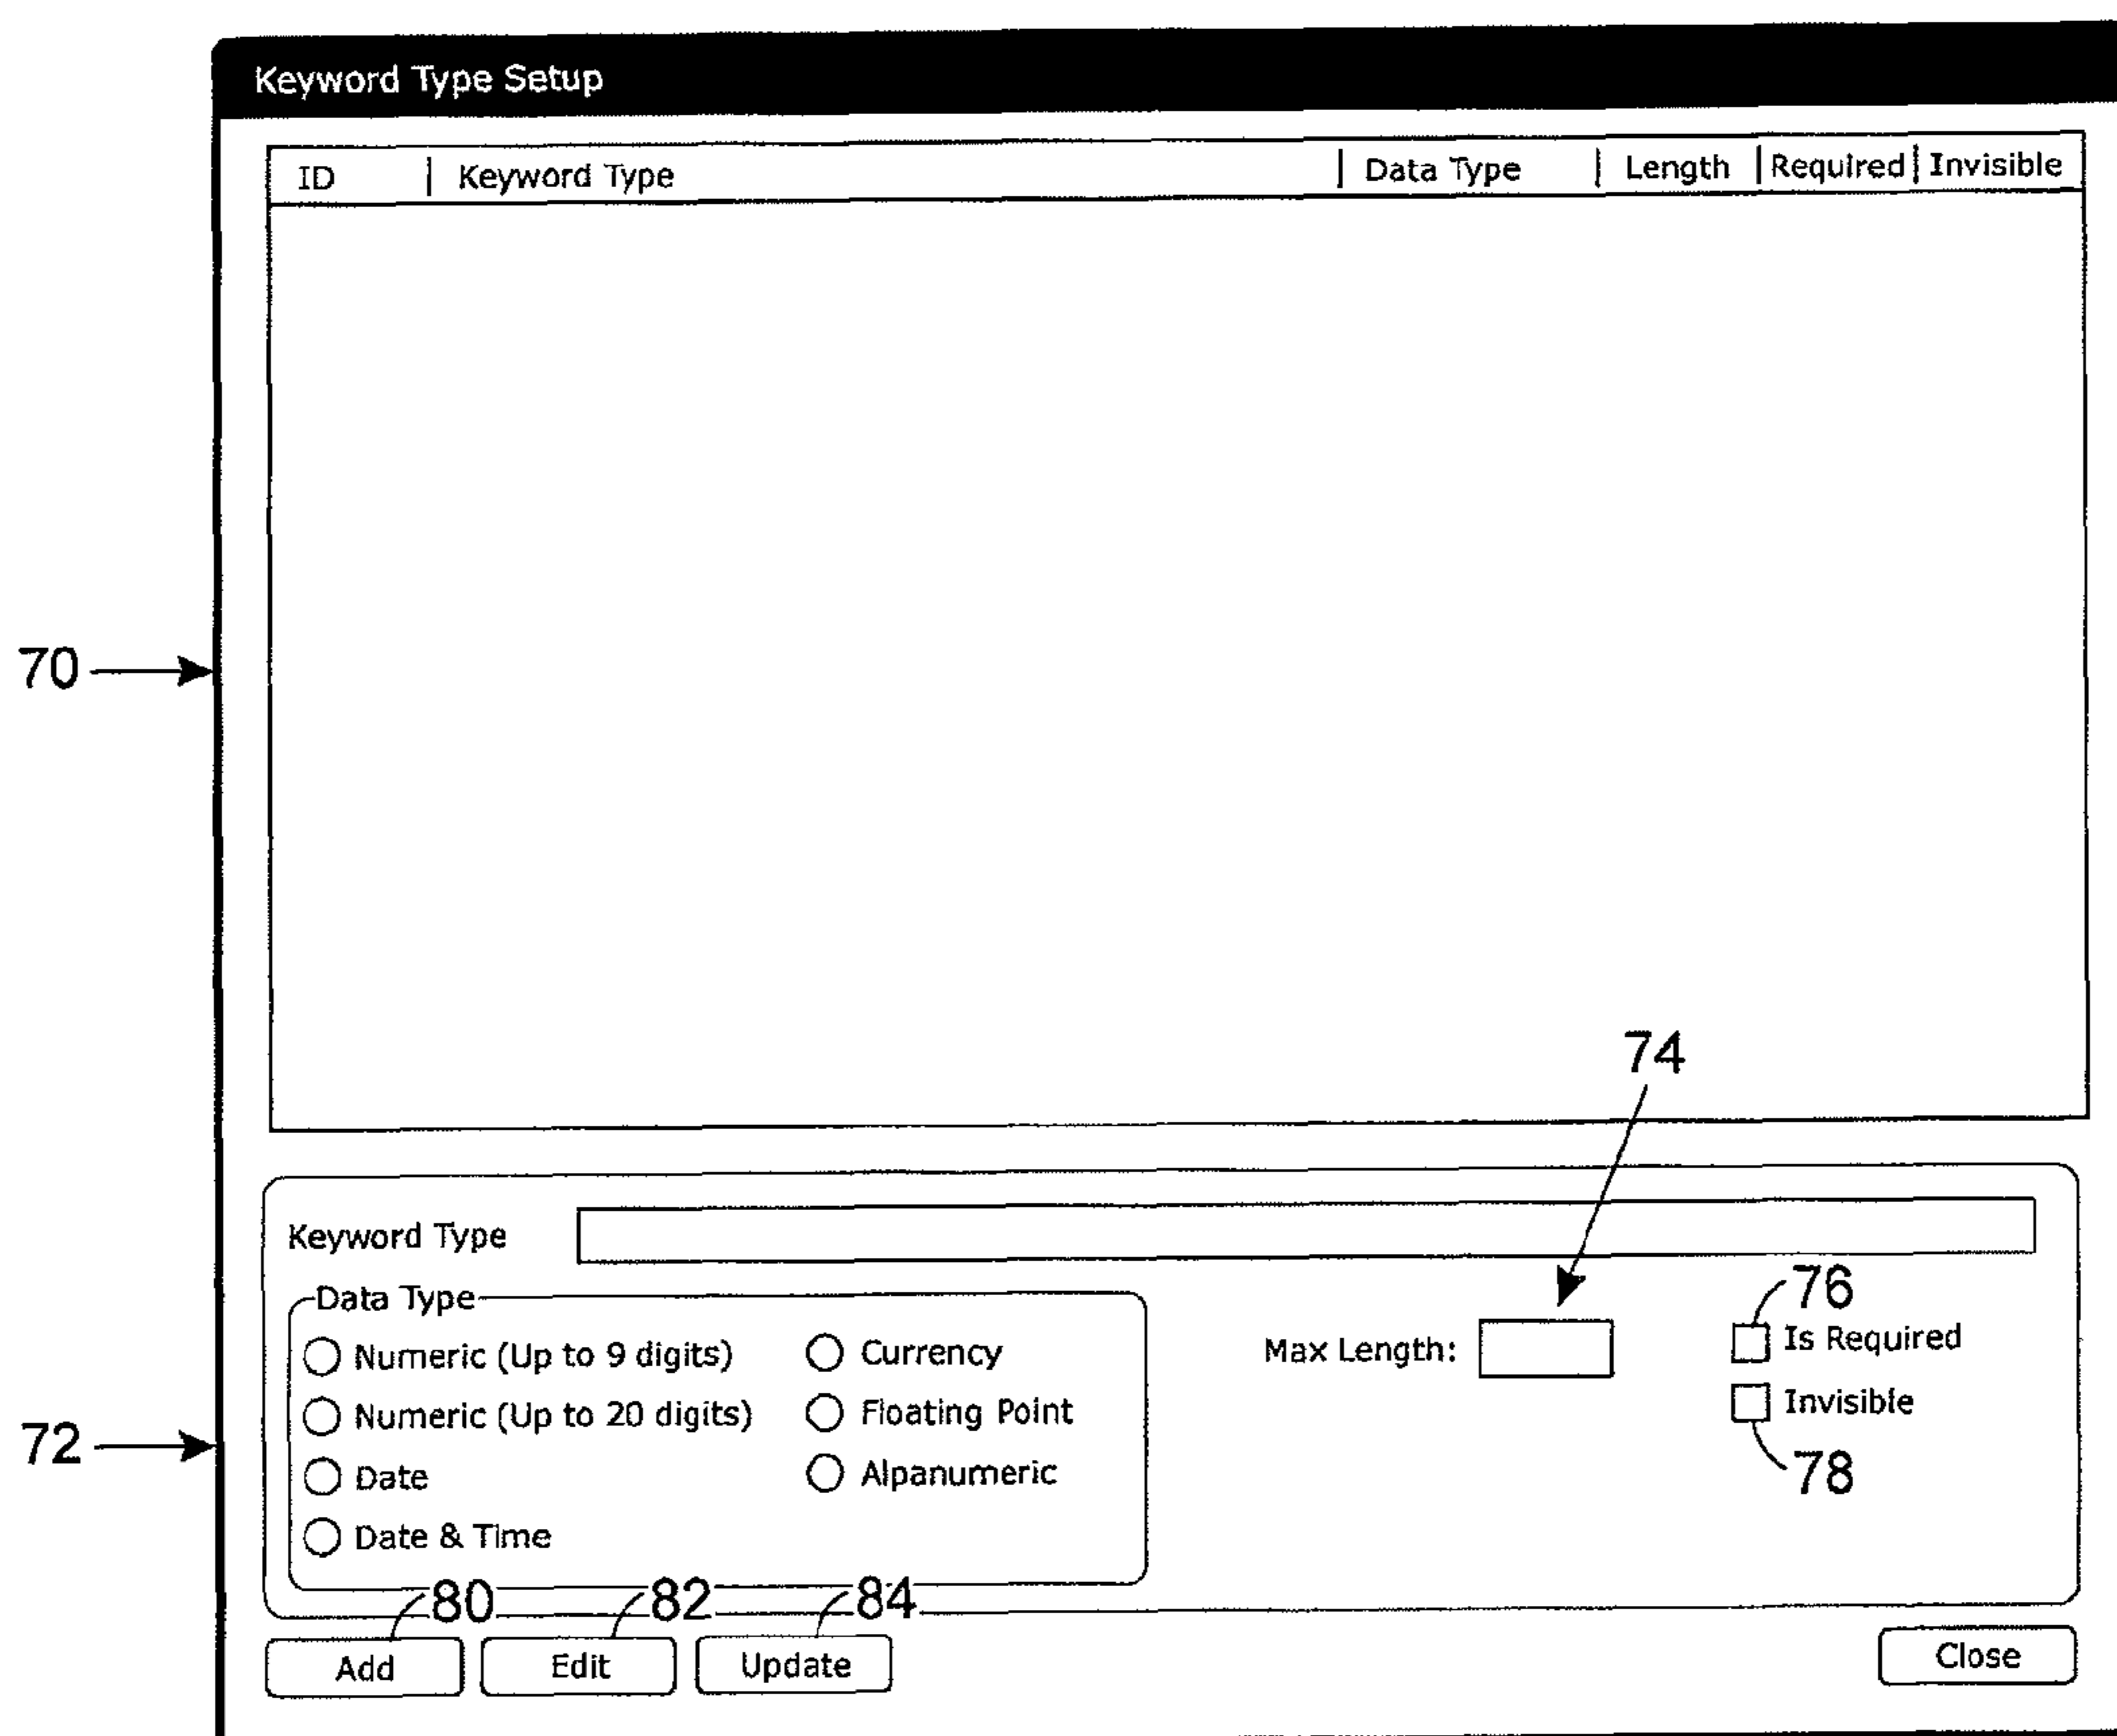 Keyword Type Setup
ID | Keyword Type | Data Type | Length | Required | Invisible
70
74
Keyword Type
Data Type
76
Numeric (Up to 9 digits) Currency Max Length: Is Required
Numeric (Up to 20 digits) Floating Point Invisible
72
Date Alpanumeric 78
Date & Time
80 82 84
Add Edit Update Close